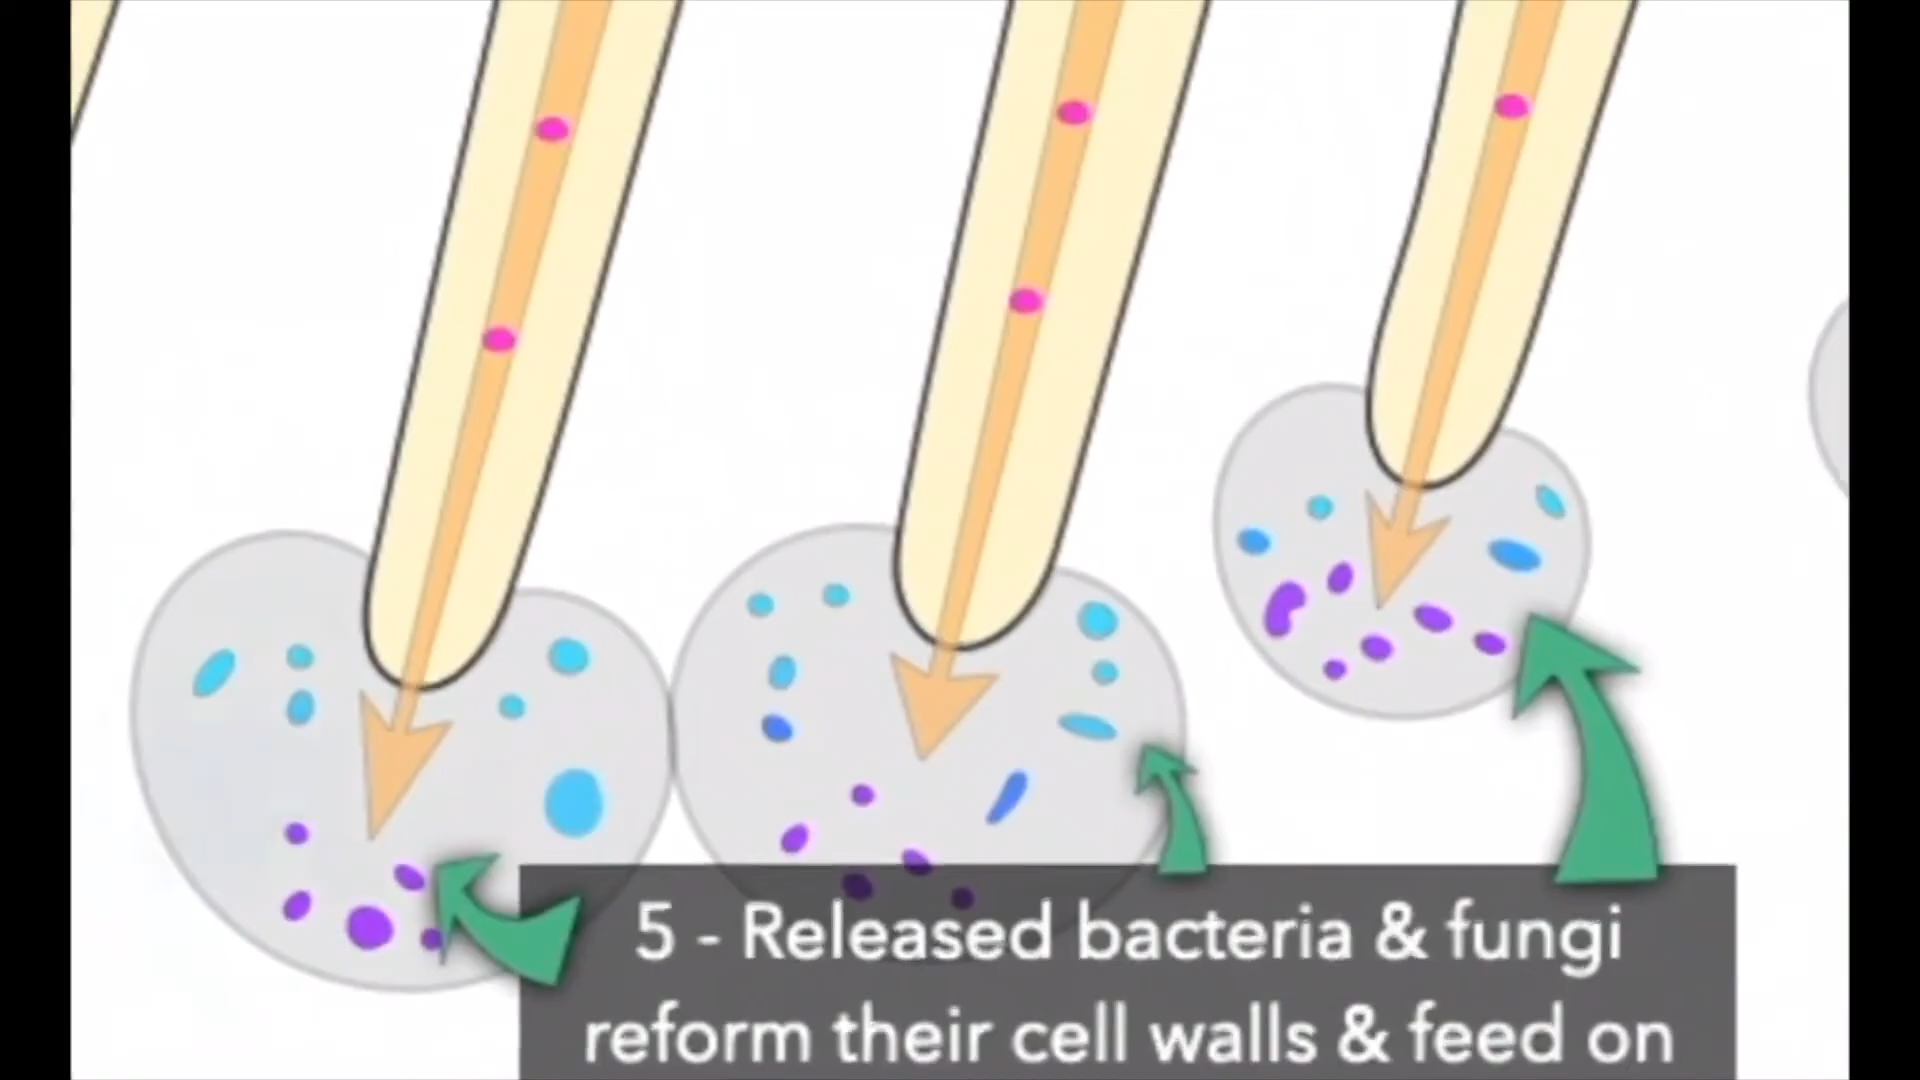 5 - Released bacteria & fungi
reform their cell walls & feed on